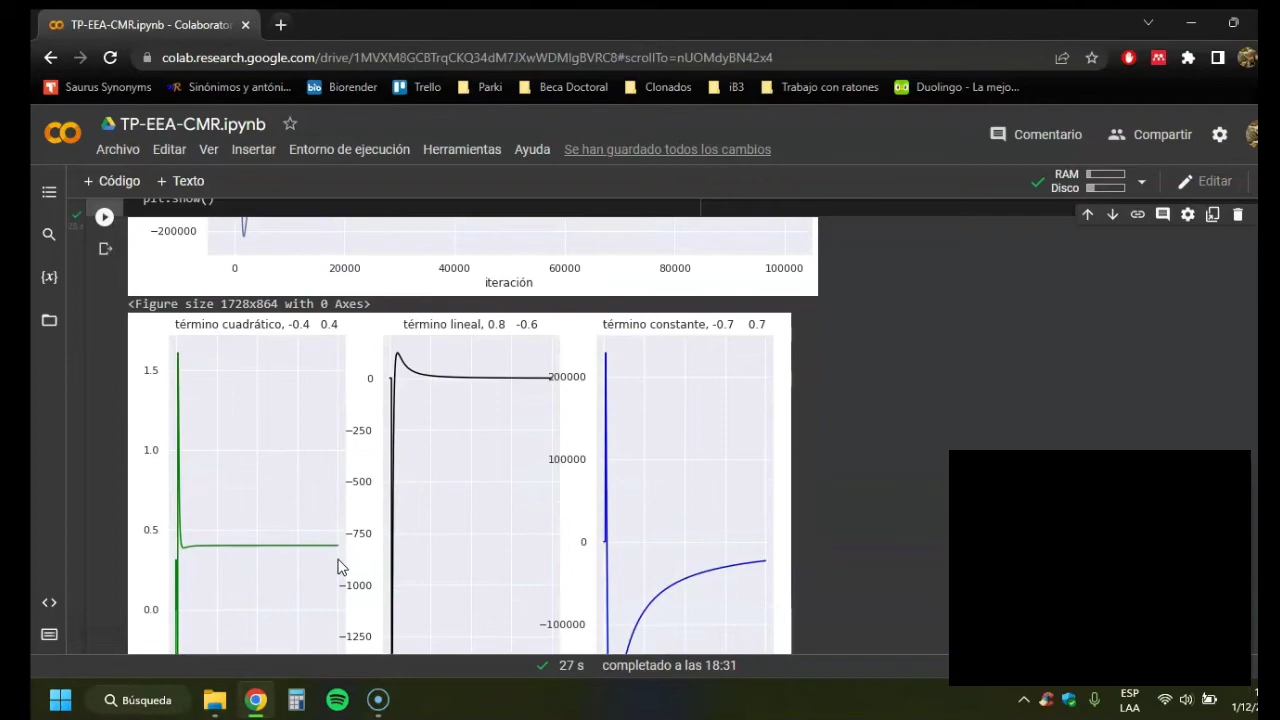 TP-EEA-CMR.ipynb - Colaborato
colab.research.google.com/drive/1MVXM8GC8TrqCKQ34dM7JXwWDMIgBVRC8#scrollTo=nUOMdyBN42x4
Saurus Synonyms Sinónimos y antóni... Biorender Trello Parki Beca Doctoral Clonados iB3 Trabajo con ratones Duolingo - La mejo...
TP-EEA-CMR.ipynb
Comentario Compartir
Archivo Editar Ver Insertar Entorno de ejecución Herramientas Ayuda Se han guardado todos los cambios
+ Código + Texto RAM Disco Editar
plt.show()
−200000
0 20000 40000 60000 80000 100000
iteración
<Figure size 1728x864 with 0 Axes>
término cuadrático, -0.4 0.4 término lineal, 0.8 -0.6 término constante, -0.7 0.7
1.5 0 200000
1.0 −250 100000
−500
0.5 −750 0
−1000
0.0 −1250 −100000
27 s completado a las 18:31
Búsqueda ESP
LAA